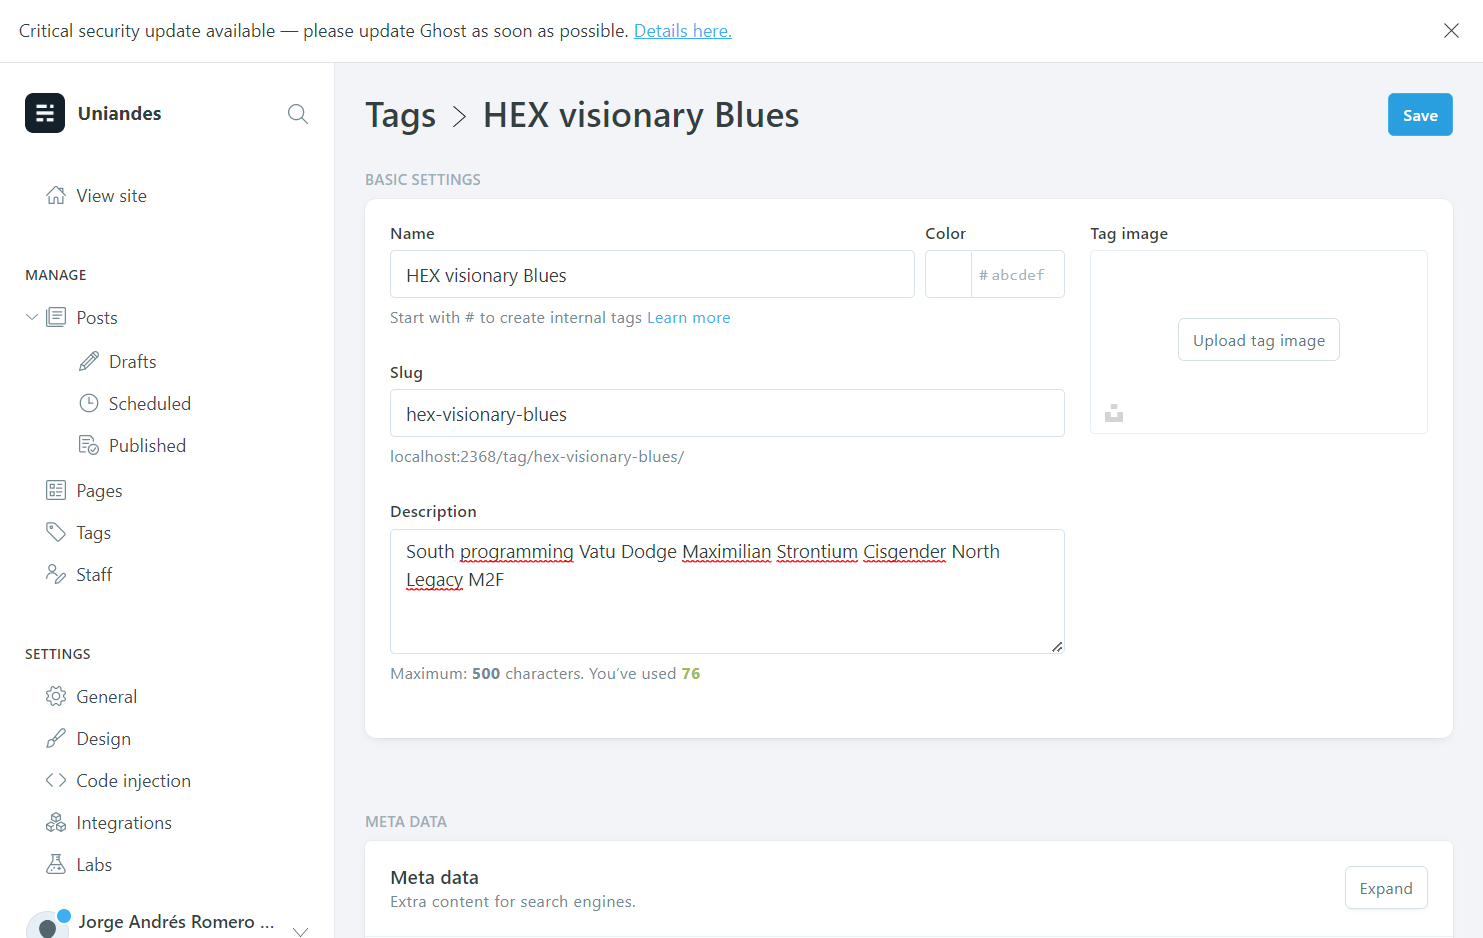 Critical security update available — please update Ghost as soon as possible. Details here.
Uniandes
View site
MANAGE
Posts
Drafts
Scheduled
Published
Pages
Tags
Staff
SETTINGS
General
Design
Code injection
Integrations
Labs
Jorge Andrés Romero ...
Tags > HEX visionary Blues
Save
BASIC SETTINGS
Name
HEX visionary Blues
Start with # to create internal tags Learn more
Color
# abcdef
Tag image
Upload tag image
Slug
hex-visionary-blues
localhost:2368/tag/hex-visionary-blues/
Description
South programming Vatu Dodge Maximilian Strontium Cisgender North
Legacy M2F
Maximum: 500 characters. You've used 76
META DATA
Meta data
Extra content for search engines.
Expand